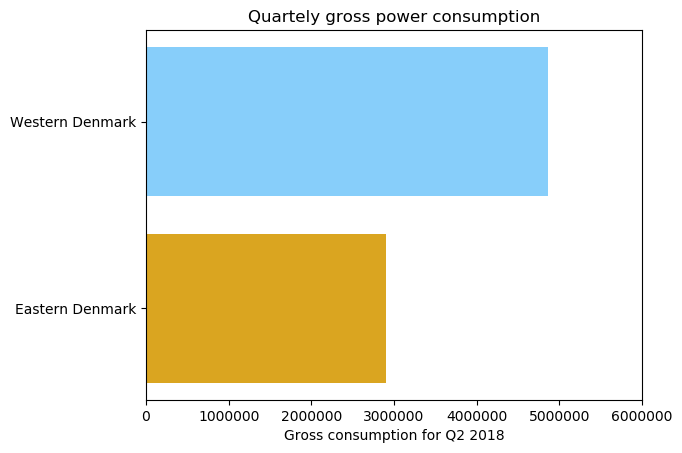 Quartely gross power consumption
Western Denmark
Eastern Denmark
0 1000000 2000000 3000000 4000000 5000000 6000000
Gross consumption for Q2 2018